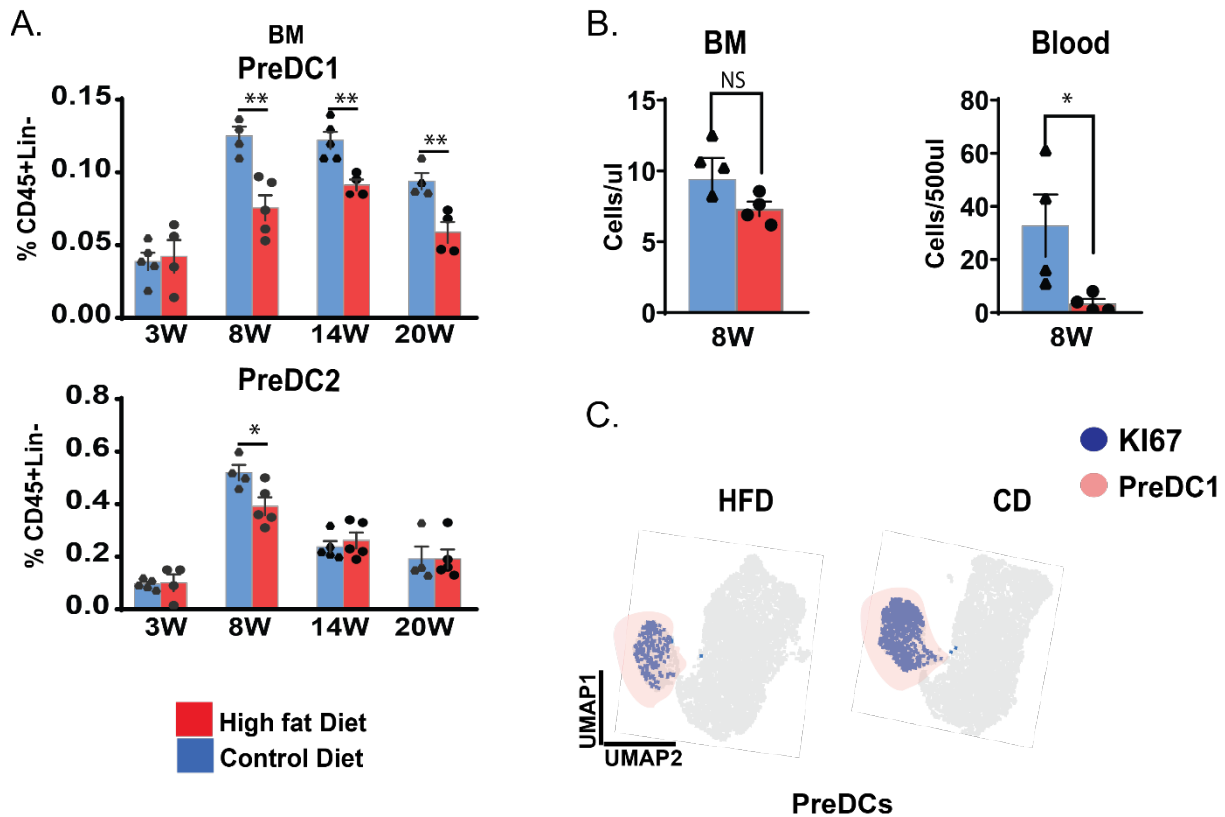 A.
BM
PreDC1
% CD45+Lin-
0.15
0.10
0.05
0.00
**
**
**
3W 8W 14W 20W
PreDC2
% CD45+Lin-
0.8
0.6
0.4
0.2
0.0
*
3W 8W 14W 20W
High fat Diet
Control Diet
B.
BM
Cells/ul
15
10
5
0
NS
8W
Blood
Cells/500ul
80
60
40
20
0
*
8W
C.
KI67
PreDC1
HFD CD
UMAP1
UMAP2
PreDCs